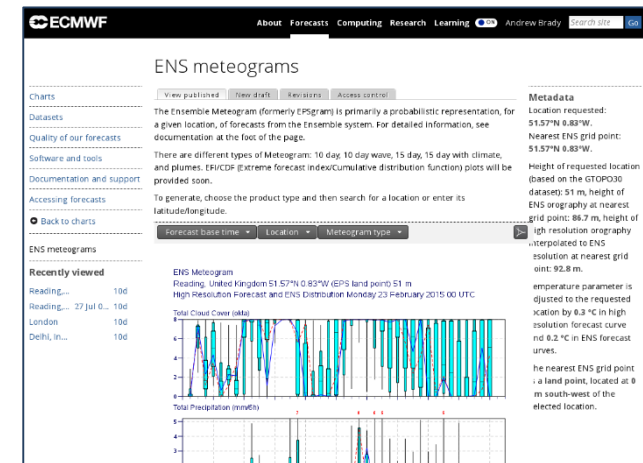 ECMWF
About Forecasts Computing Research Learning ON Andrew Brady Search site Go
ENS meteograms
View published New draft Revisions Access control
Charts
Datasets
Quality of our forecasts
Software and tools
Documentation and support
Accessing forecasts
Back to charts
ENS meteograms
Recently viewed
Reading,... 10d
Reading,... 27 Jul 0... 10d
London 10d
Delhi, In... 10d
The Ensemble Meteogram (formerly EPSgram) is primarily a probabilistic representation, for
a given location, of forecasts from the Ensemble system. For detailed information, see
documentation at the foot of the page.
There are different types of Meteogram: 10 day, 10 day wave, 15 day, 15 day with climate,
and plumes. EFI/CDF (Extreme forecast index/Cumulative distribution function) plots will be
provided soon.
To generate, choose the product type and then search for a location or enter its
latitude/longitude.
Forecast base time Location Meteogram type
ENS Meteogram
Reading, United Kingdom 51.57°N 0.83°W (EPS land point) 51 m
High Resolution Forecast and ENS Distribution Monday 23 February 2015 00 UTC
Total Cloud Cover (okta)
8
6
4
2
0
Total Precipitation (mm/6h)
5
4
3
Metadata
Location requested:
51.57°N 0.83°W.
Nearest ENS grid point:
51.57°N 0.83°W.
Height of requested location
(based on the GTOPO30
dataset): 51 m, height of
ENS orography at nearest
grid point: 86.7 m, height of
igh resolution orography
nterpolated to ENS
esolution at nearest grid
oint: 92.8 m.
emperature parameter is
djusted to the requested
ocation by 0.3 °C in high
esolution forecast curve
nd 0.2 °C in ENS forecast
urves.
he nearest ENS grid point
s a land point, located at 0
m south-west of the
elected location.